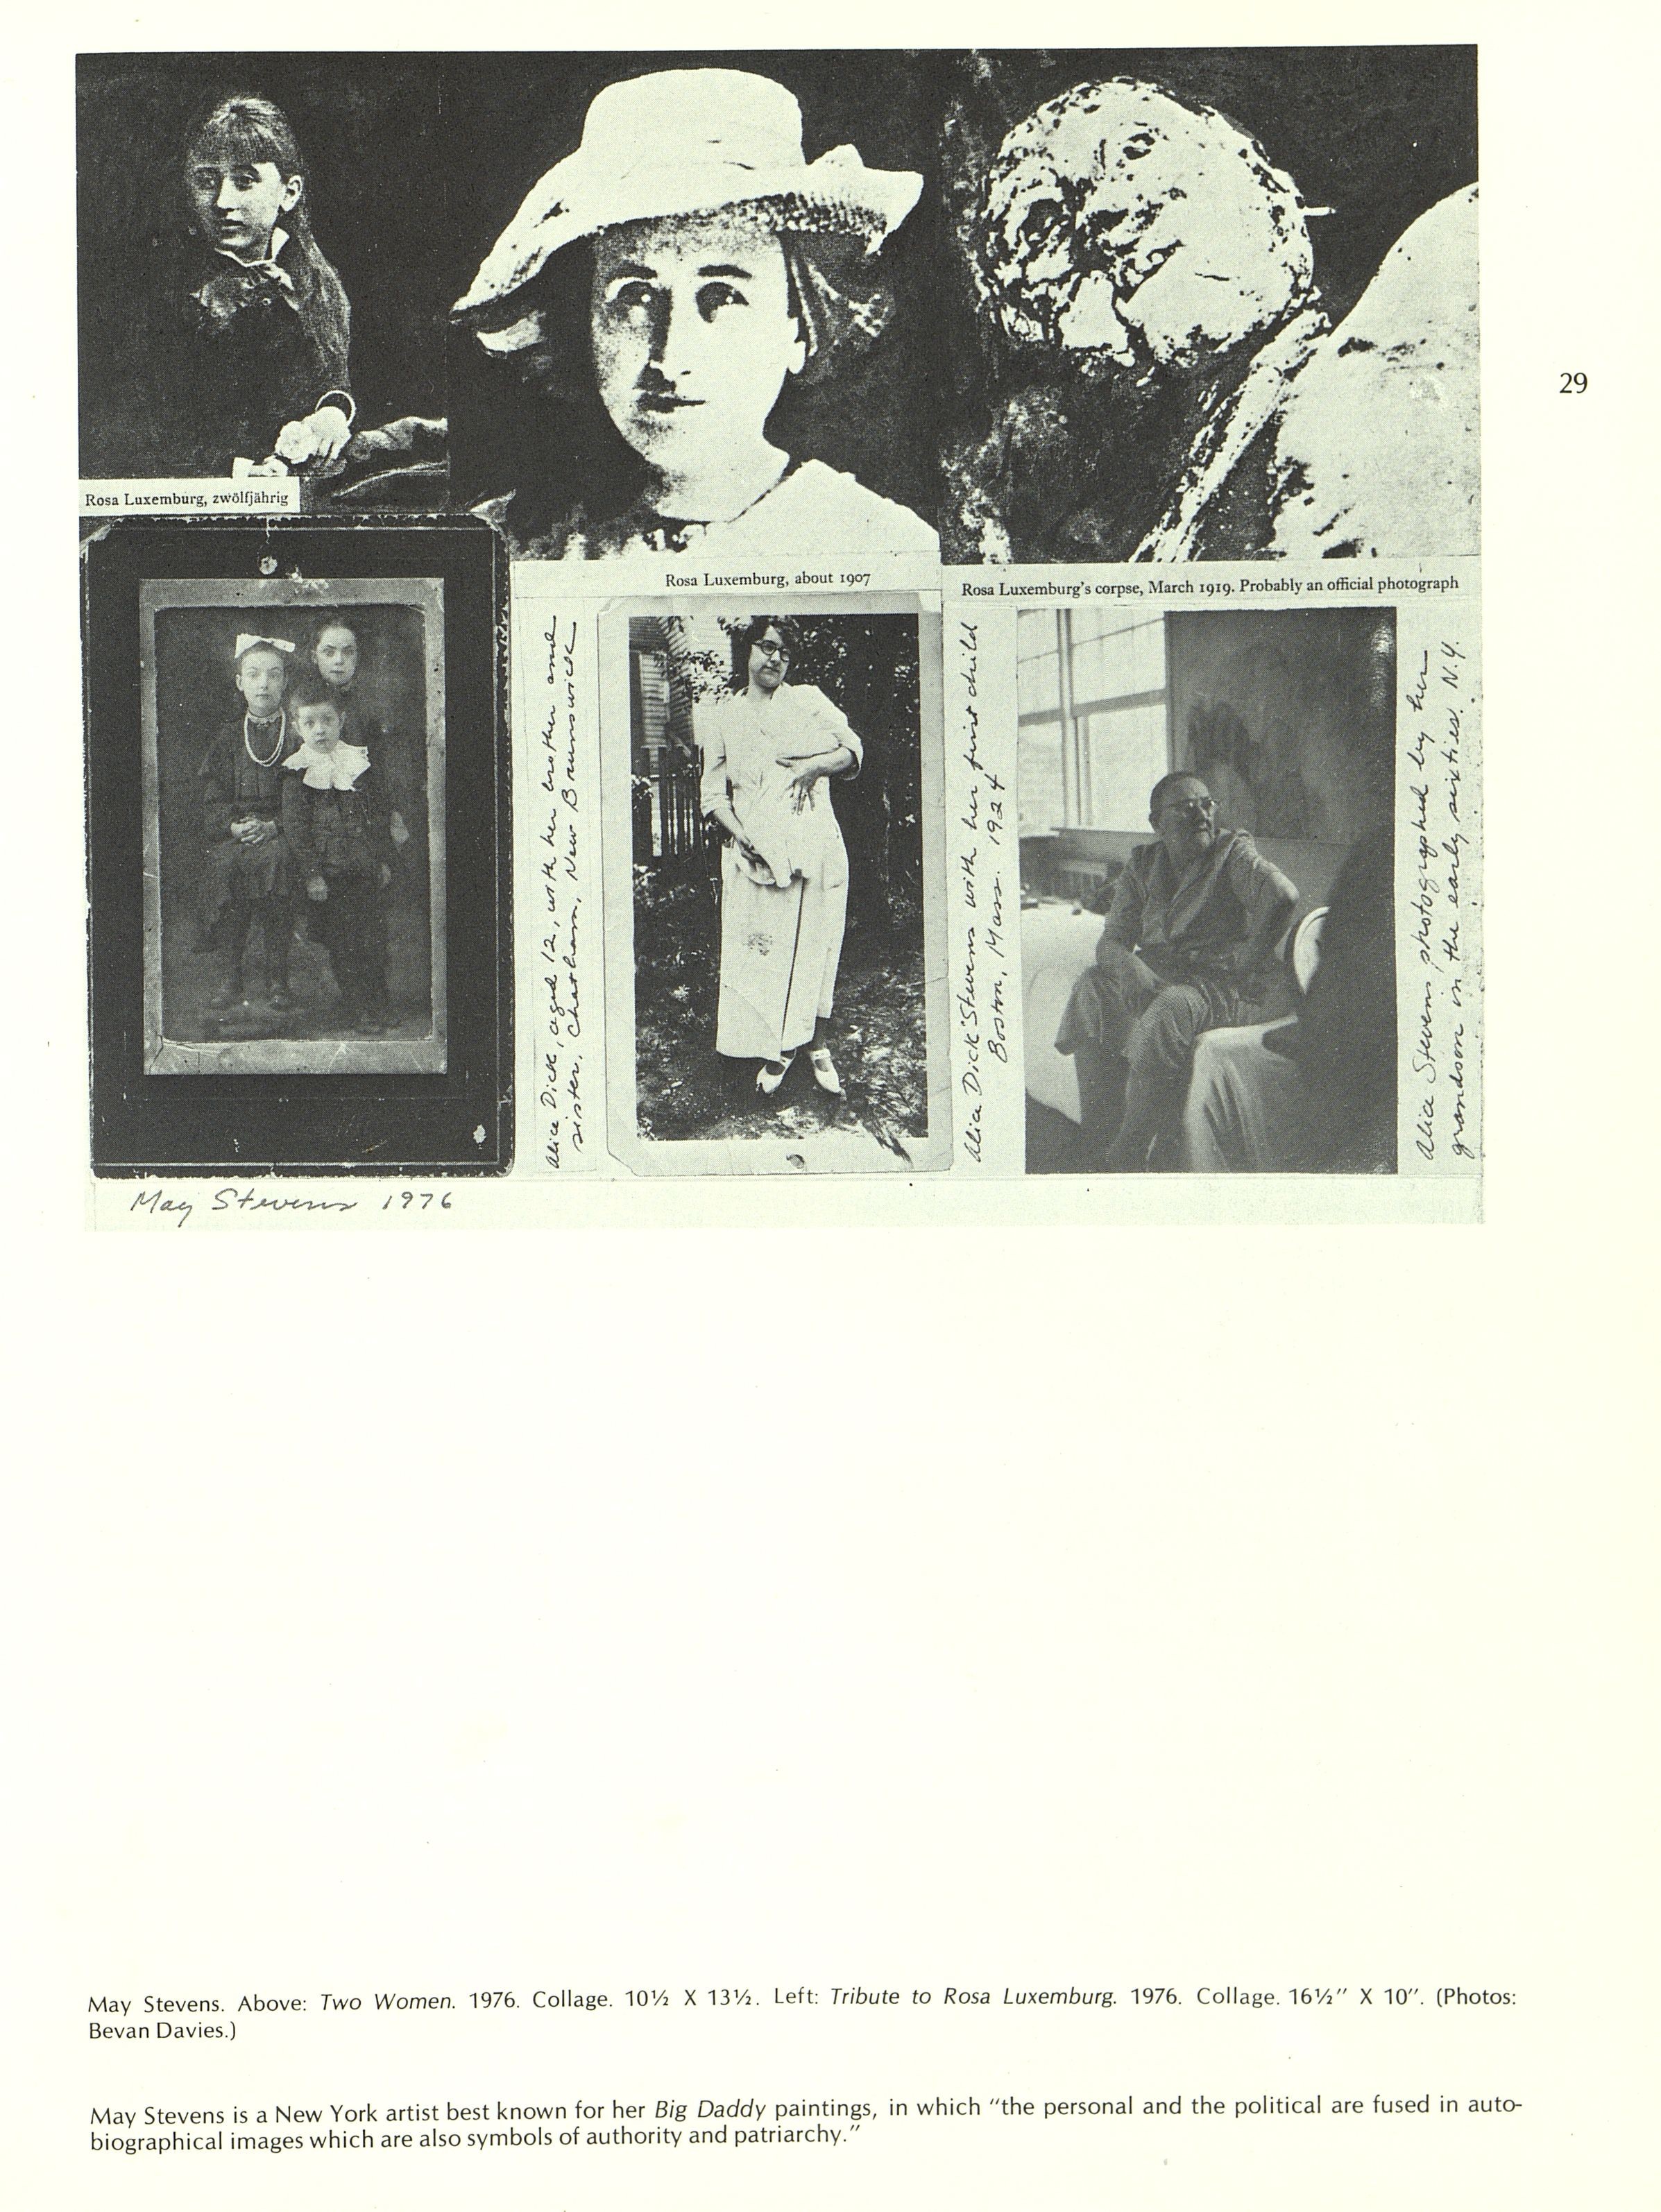 29
Rosa Luxemburg, zwölfjährig
Rosa Luxemburg, about 1907
Rosa Luxemburg's corpse, March 1919. Probably an official photograph
Alice Dick, aged 12, with her brother and
sister. Chatham, New Brunswick
Alice Dick Stevens with her first child
Boston, Mass. 1924
Alice Stevens photographed by her
grandson in the early sixties. N.Y.
May Stevens 1976
May Stevens. Above: Two Women. 1976. Collage. 10½ X 13½. Left: Tribute to Rosa Luxemburg. 1976. Collage. 16½″ X 10″. (Photos:
Bevan Davies.)
May Stevens is a New York artist best known for her Big Daddy paintings, in which “the personal and the political are fused in auto-
biographical images which are also symbols of authority and patriarchy.”